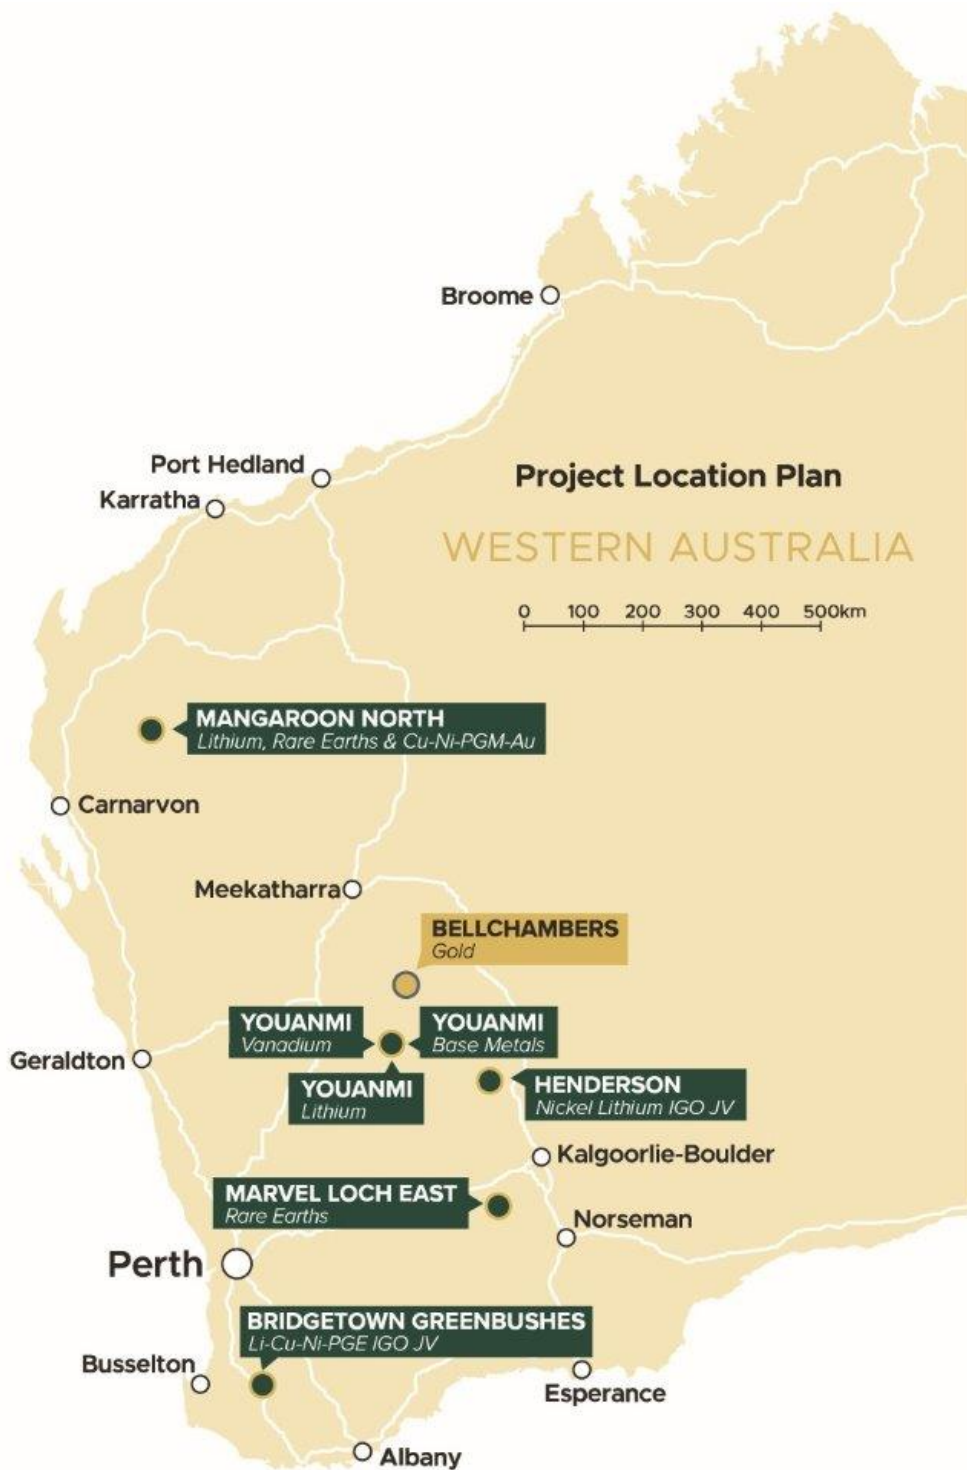 Broome
Port Hedland
Karratha
Project Location Plan
WESTERN AUSTRALIA
0 100 200 300 400 500km
MANGAROON NORTH
Lithium, Rare Earths & Cu-Ni-PGM-Au
Carnarvon
Meekatharra
BELLCHAMBERS
Gold
YOUANMI
Vanadium
YOUANMI
Base Metals
Geraldton
YOUANMI
Lithium
HENDERSON
Nickel Lithium IGO JV
Kalgoorlie-Boulder
MARVEL LOCH EAST
Rare Earths
Norseman
Perth
BRIDGETOWN GREENBUSHES
Li-Cu-Ni-PGE IGO JV
Busselton
Esperance
Albany